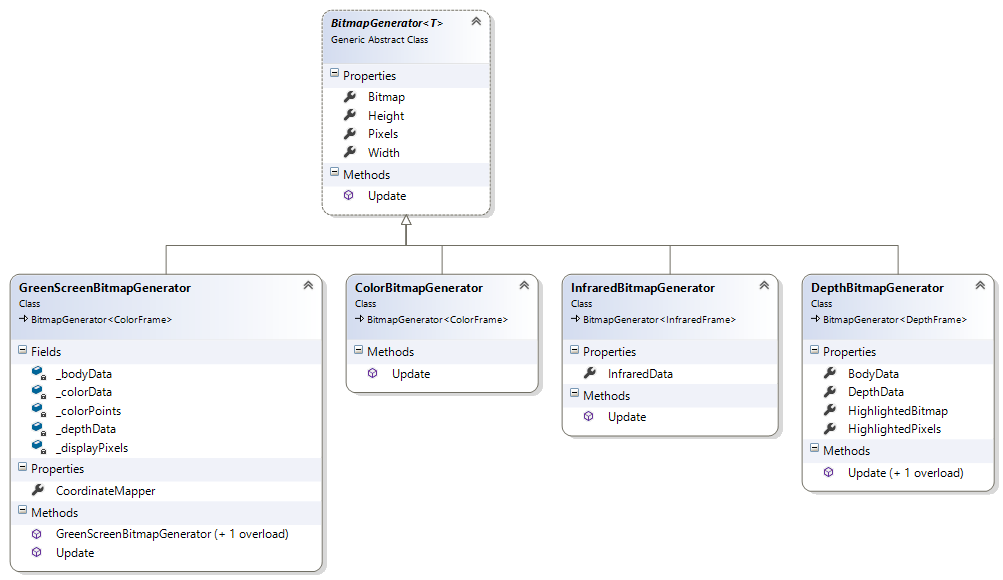 BitmapGenerator<T>
Generic Abstract Class
Properties
Bitmap
Height
Pixels
Width
Methods
Update
GreenScreenBitmapGenerator
Class
BitmapGenerator<ColorFrame>
Fields
_bodyData
_colorData
_colorPoints
_depthData
_displayPixels
Properties
CoordinateMapper
Methods
GreenScreenBitmapGenerator (+ 1 overload)
Update
ColorBitmapGenerator
Class
BitmapGenerator<ColorFrame>
Methods
Update
InfraredBitmapGenerator
Class
BitmapGenerator<InfraredFrame>
Properties
InfraredData
Methods
Update
DepthBitmapGenerator
Class
BitmapGenerator<DepthFrame>
Properties
BodyData
DepthData
HighlightedBitmap
HighlightedPixels
Methods
Update (+ 1 overload)